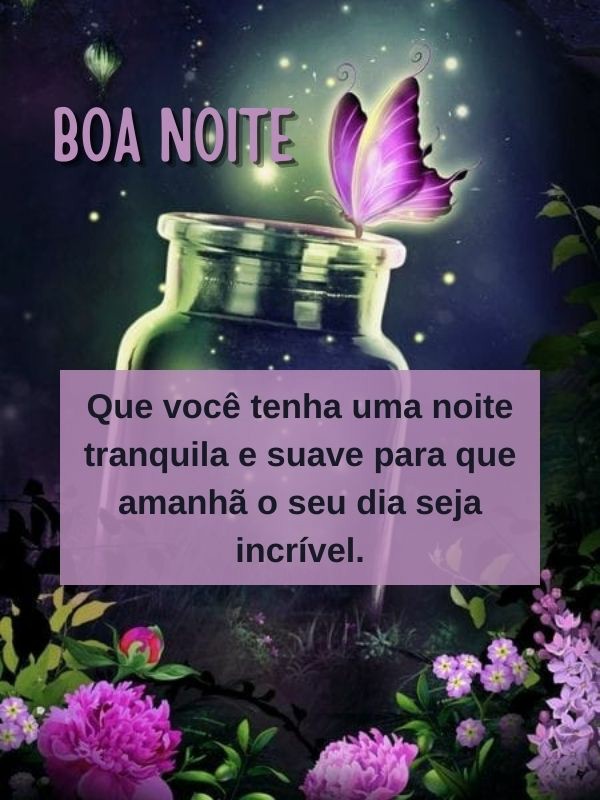 BOA NOITE
Que você tenha uma noite
tranquila e suave para que
amanhã o seu dia seja
incrível.